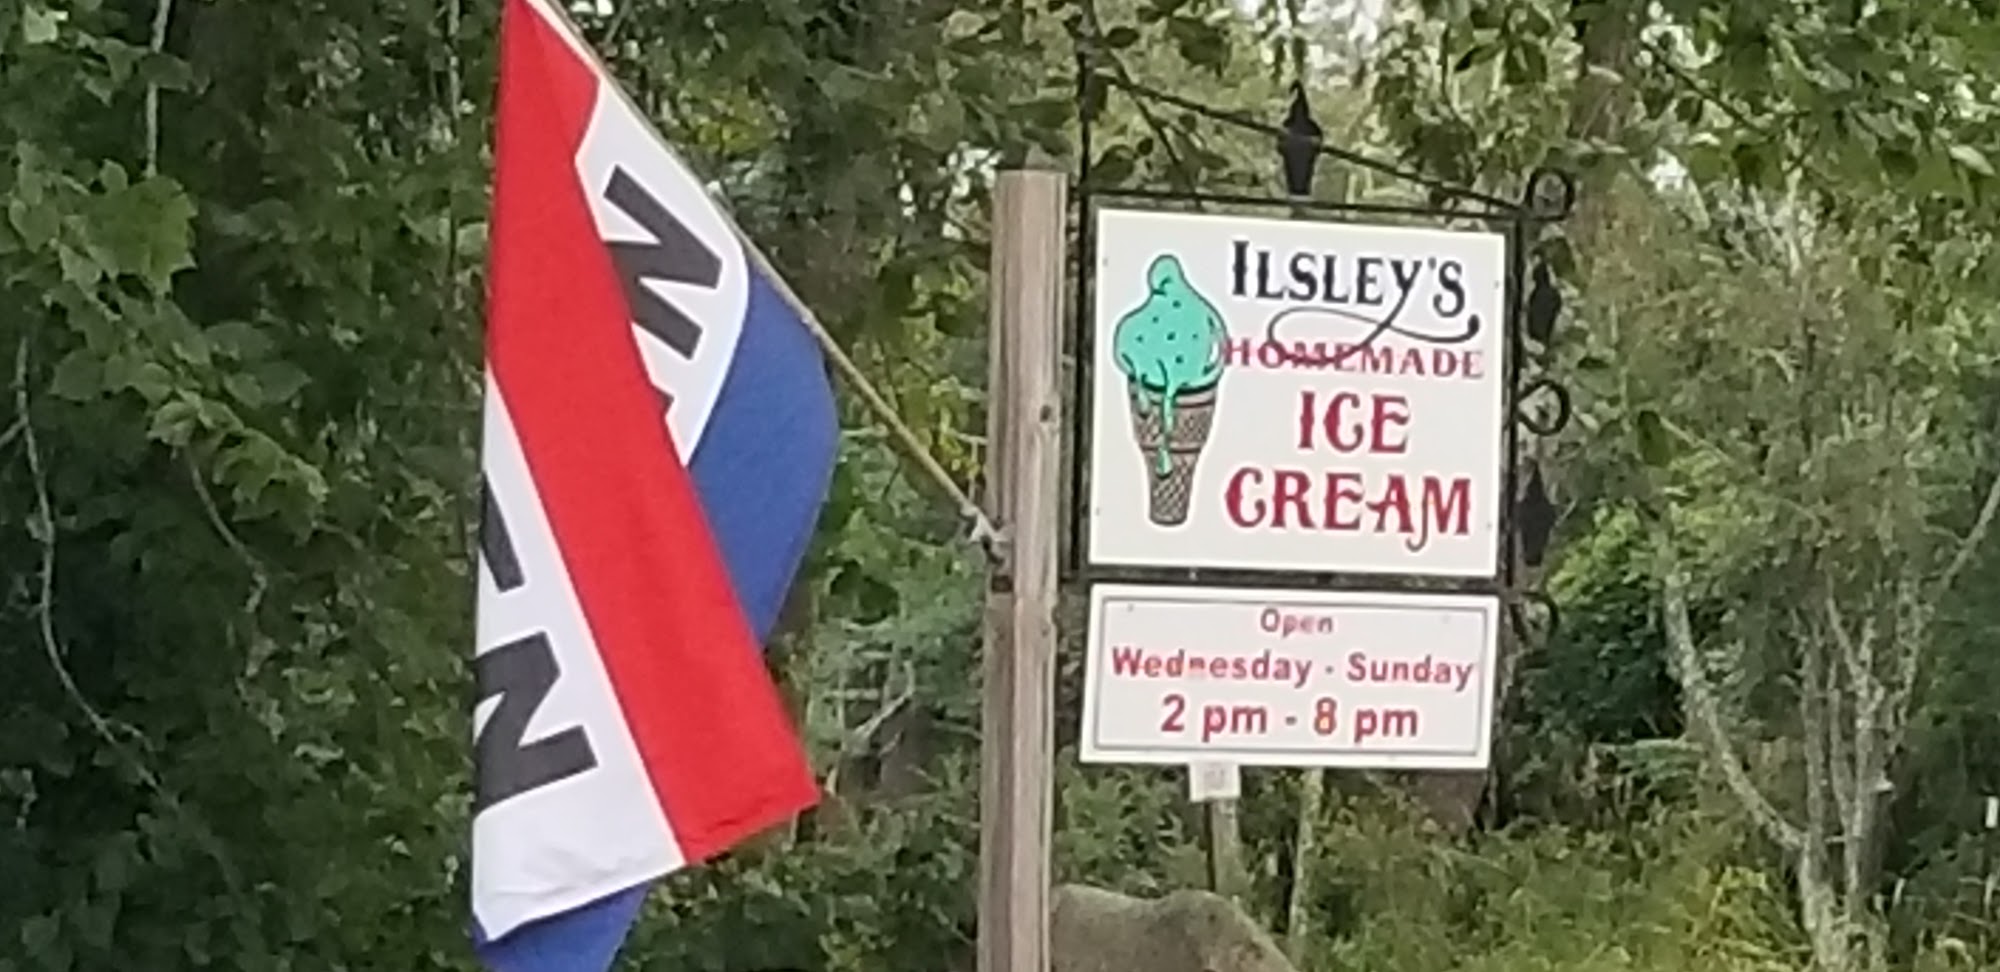 ILSLEY'S
HOMEMADE
ICE
CREAM
Open
Wednesday - Sunday
2 pm - 8 pm